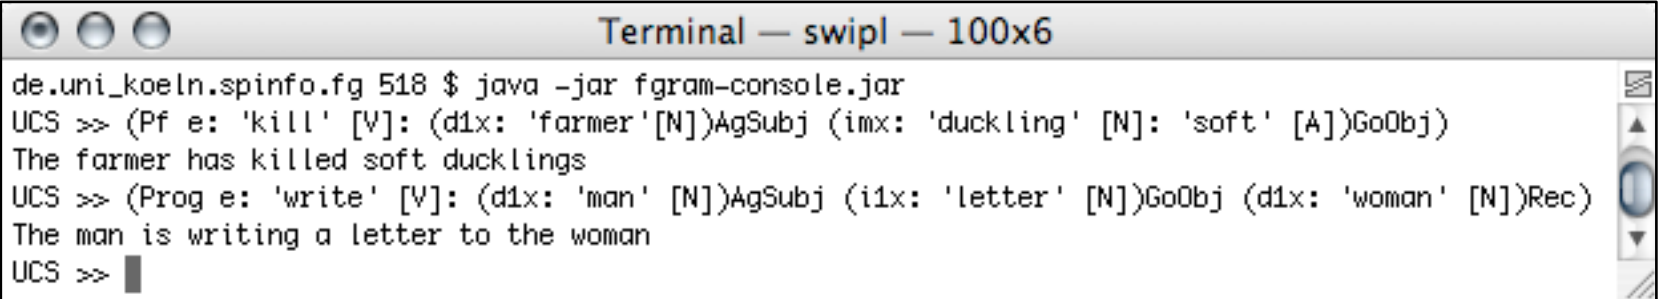 Terminal — swipl — 100x6
de.uni_koeln.spinfo.fg 518 $ java -jar fgram-console.jar
UCS >> (Pf e: 'kill' [V]: (d1x: 'farmer'[N])AgSubj (imx: 'duckling' [N]: 'soft' [A])GoObj)
The farmer has killed soft ducklings
UCS >> (Prog e: 'write' [V]: (d1x: 'man' [N])AgSubj (i1x: 'letter' [N])GoObj (d1x: 'woman' [N])Rec)
The man is writing a letter to the woman
UCS >>